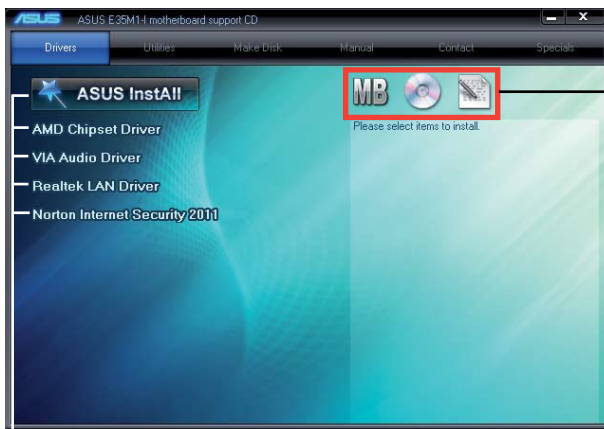 ASUS ASUS E35M1-I motherboard support CD
Drivers Utilities Make Disk Manual Contact Specials
ASUS InstAll
MB
AMD Chipset Driver
Please select items to install.
VIA Audio Driver
Realtek LAN Driver
Norton Internet Security 2011